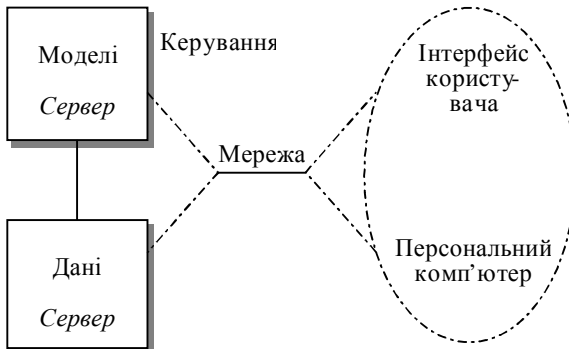 Моделі
Сервер
Керування
Мережа
Дані
Сервер
Інтерфейс
користу-
вача
Персональний
комп’ютер